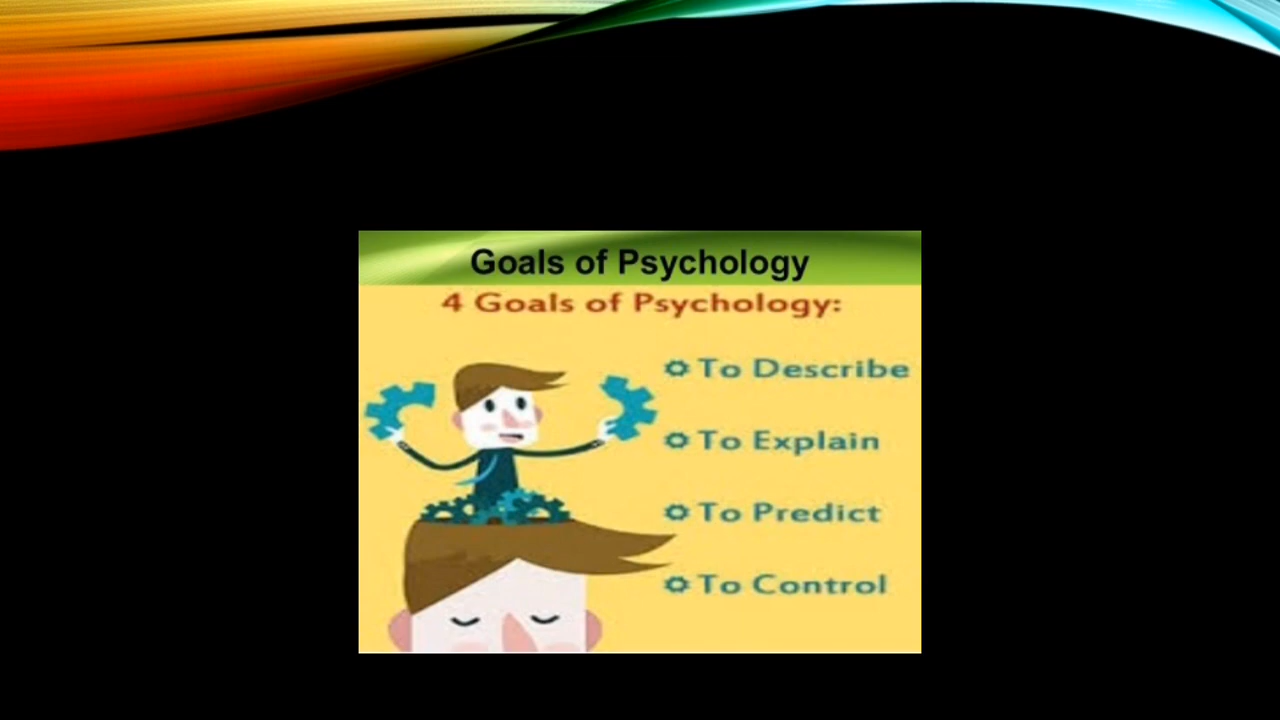 Goals of Psychology
4 Goals of Psychology:
To Describe
To Explain
To Predict
To Control